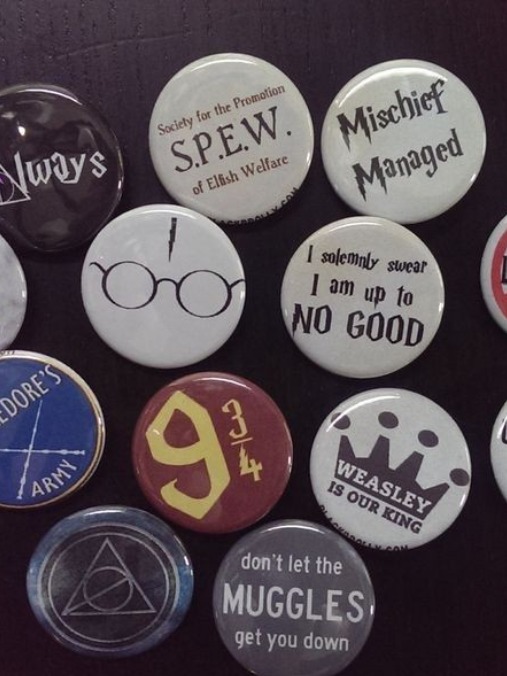 Always
Society for the Promotion
S.P.E.W.
of Elfish Welfare
Mischief
Managed
I solemnly swear
I am up to
NO GOOD
EDORE'S
ARMY
9 3/4
WEASLEY
IS OUR KING
don't let the
MUGGLES
get you down